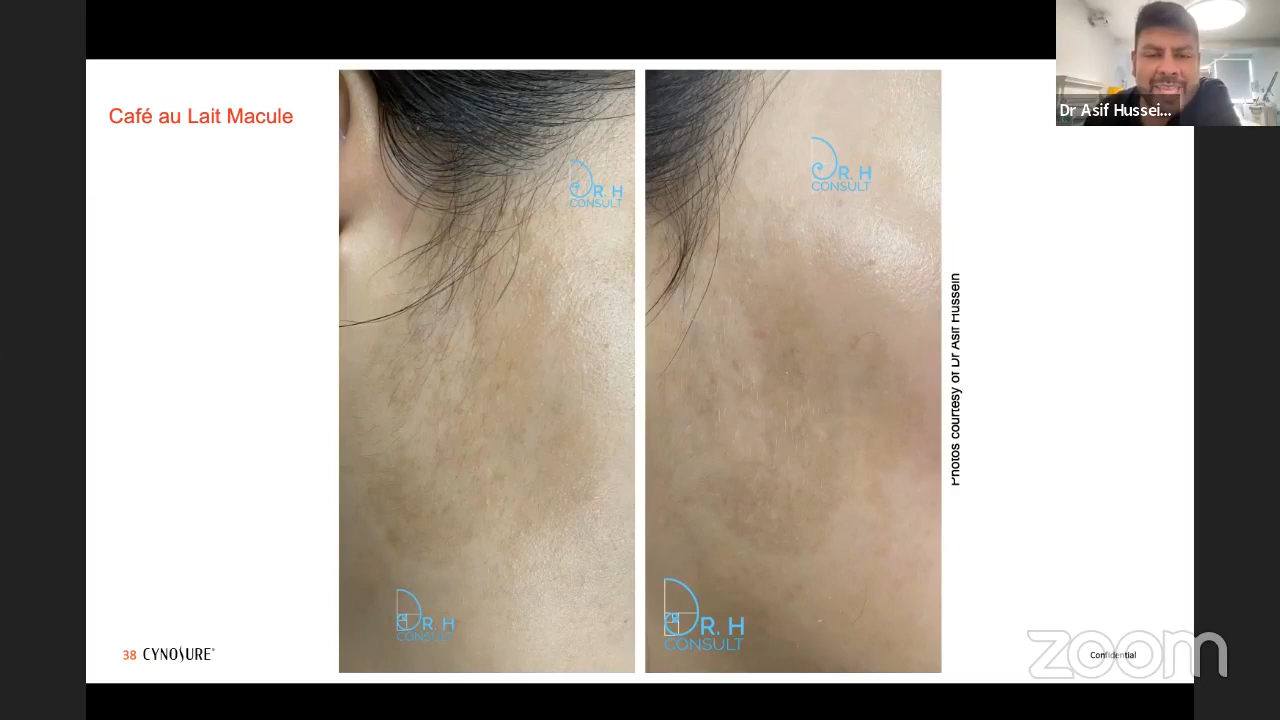 Café au Lait Macule
Dr Asif Hussei...
DR. H
CONSULT
DR. H
CONSULT
DR. H
CONSULT
DR. H
CONSULT
Photos courtesy of Dr Asif Hussein
38 CYNOSURE
Confidential
zoom